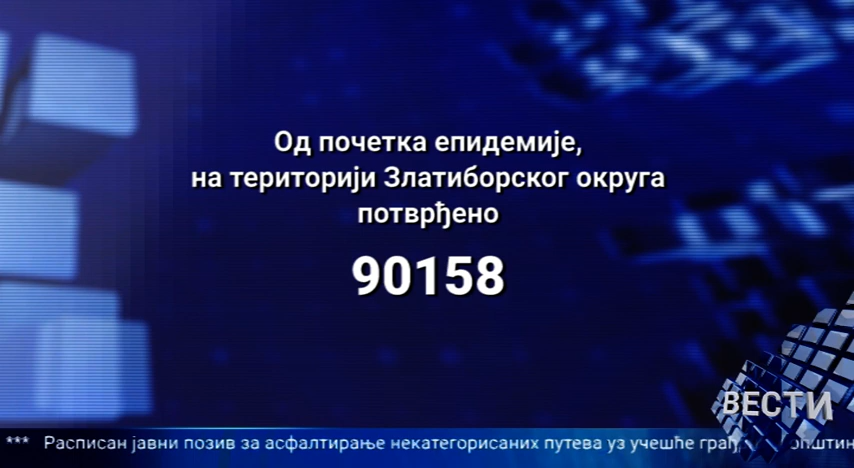 Од почетка епидемије,
на територији Златиборског округа
потврђено
90158
ВЕСТИ
*** Расписан јавни позив за асфалтирање некатегорисаних путева уз учешће